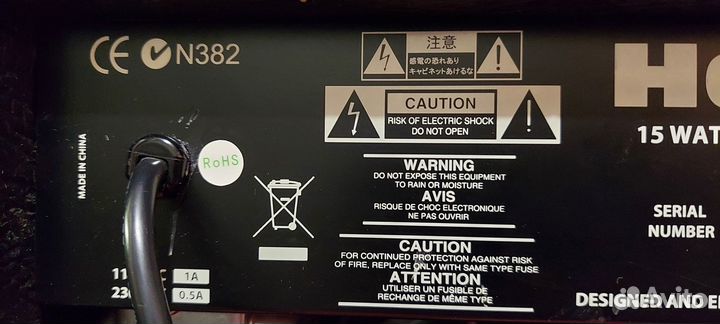 CE N382
注意
感電の恐れあり
キャビネットあけるな
CAUTION
RISK OF ELECTRIC SHOCK
DO NOT OPEN
15 WAT
MADE IN CHINA
RoHS
WARNING
DO NOT EXPOSE THIS EQUIPMENT
TO RAIN OR MOISTURE
AVIS
RISQUE DE CHOC ELECTRONIQUE
NE PAS OUVRIR
SERIAL
NUMBER
CAUTION
FOR CONTINUED PROTECTION AGAINST RISK
OF FIRE, REPLACE ONLY WITH SAME TYPE FUSE
ATTENTION
UTILISER UN FUSIBLE DE
RECHANGE DE MÊME TYPE
1A
0.5A
DESIGNED AND
Avito